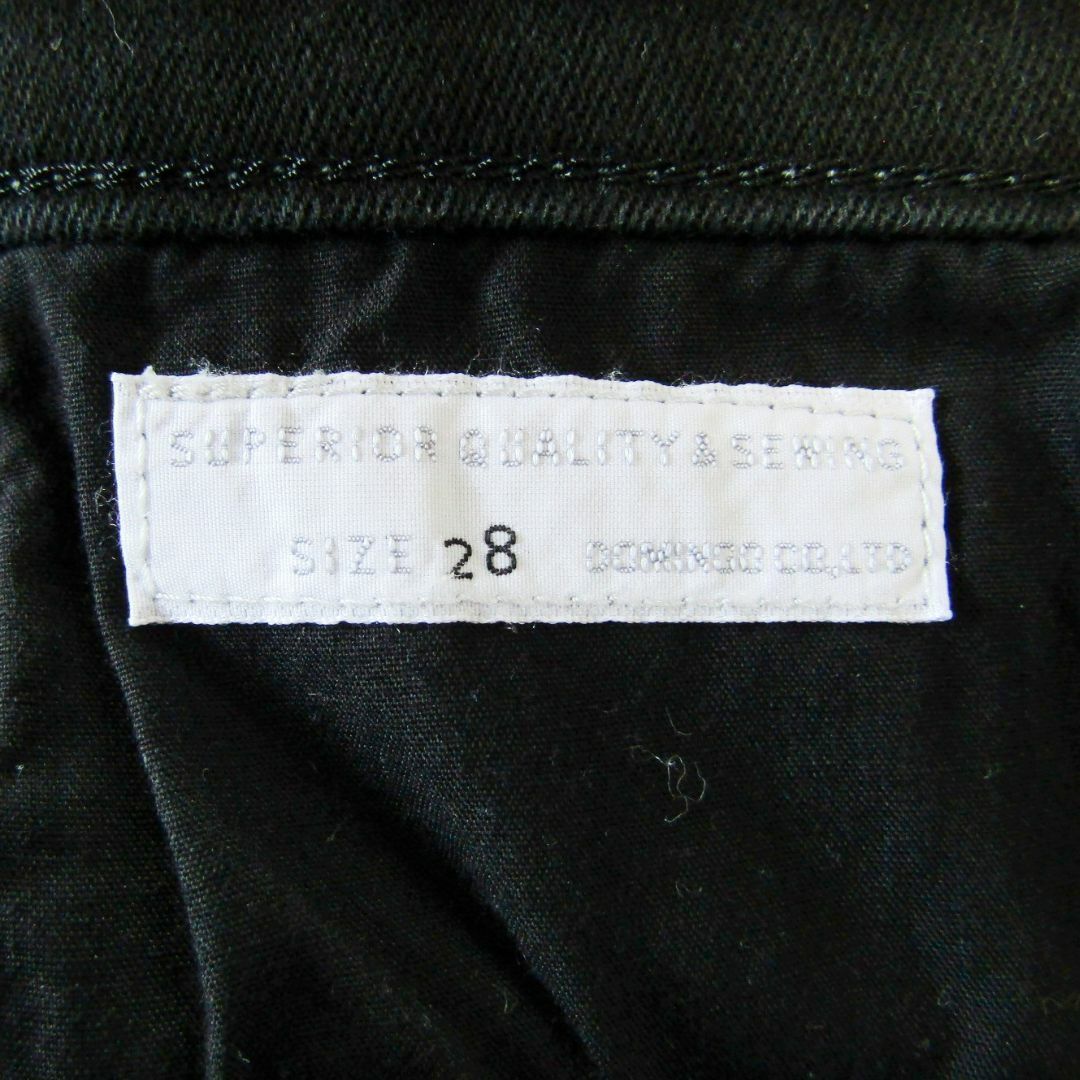 SUPERIOR QUALITY & SEWING
SIZE 28 DOMINGO CO., LTD